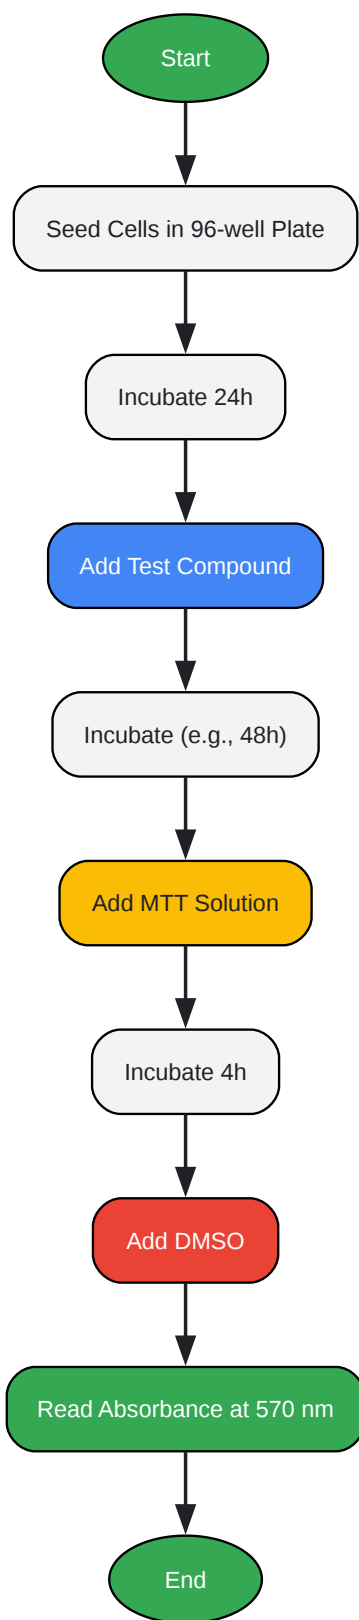 Start
Seed Cells in 96-well Plate
Incubate 24h
Add Test Compound
Incubate (e.g., 48h)
Add MTT Solution
Incubate 4h
Add DMSO
Read Absorbance at 570 nm
End